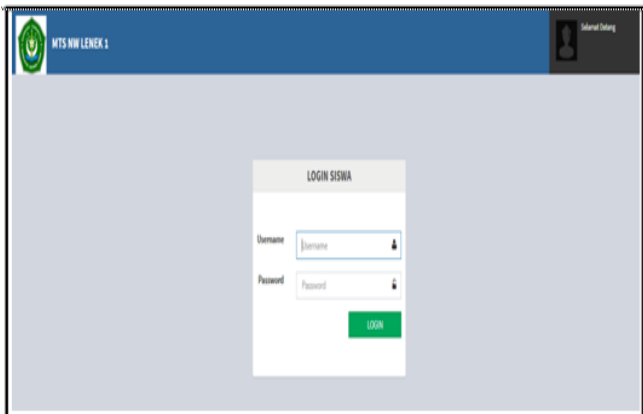 MTS NW LENEK 1
Selamat Datang
LOGIN SISWA
Username
Username
Password
Password
LOGIN